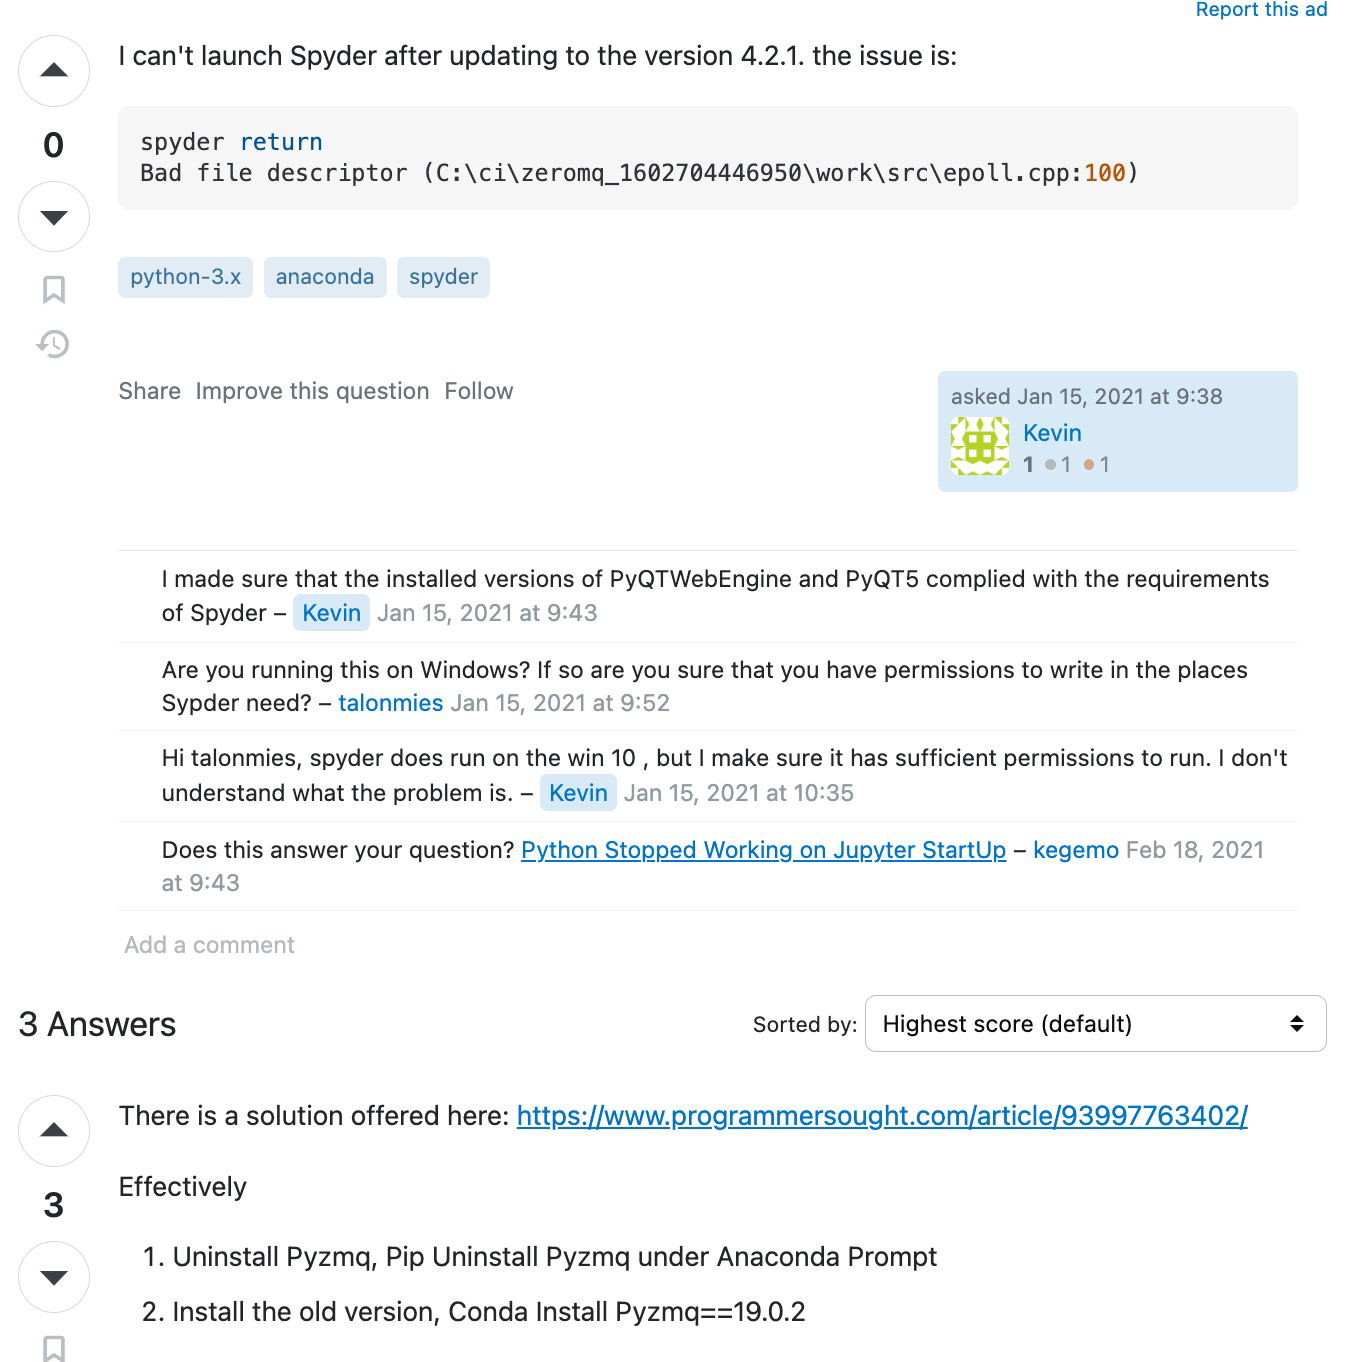 Report this ad
I can't launch Spyder after updating to the version 4.2.1. the issue is:
0
spyder return
Bad file descriptor (C:\ci\zeromq_1602704446950\work\src\epoll.cpp:100)
python-3.x anaconda spyder
Share Improve this question Follow
asked Jan 15, 2021 at 9:38
Kevin
1 1 1
I made sure that the installed versions of PyQTWebEngine and PyQT5 complied with the requirements
of Spyder – Kevin Jan 15, 2021 at 9:43
Are you running this on Windows? If so are you sure that you have permissions to write in the places
Sypder need? – talonmies Jan 15, 2021 at 9:52
Hi talonmies, spyder does run on the win 10 , but I make sure it has sufficient permissions to run. I don't
understand what the problem is. – Kevin Jan 15, 2021 at 10:35
Does this answer your question? Python Stopped Working on Jupyter StartUp – kegemo Feb 18, 2021
at 9:43
Add a comment
3 Answers
Sorted by: Highest score (default)
There is a solution offered here: https://www.programmersought.com/article/93997763402/
3
Effectively
1. Uninstall Pyzmq, Pip Uninstall Pyzmq under Anaconda Prompt
2. Install the old version, Conda Install Pyzmq==19.0.2